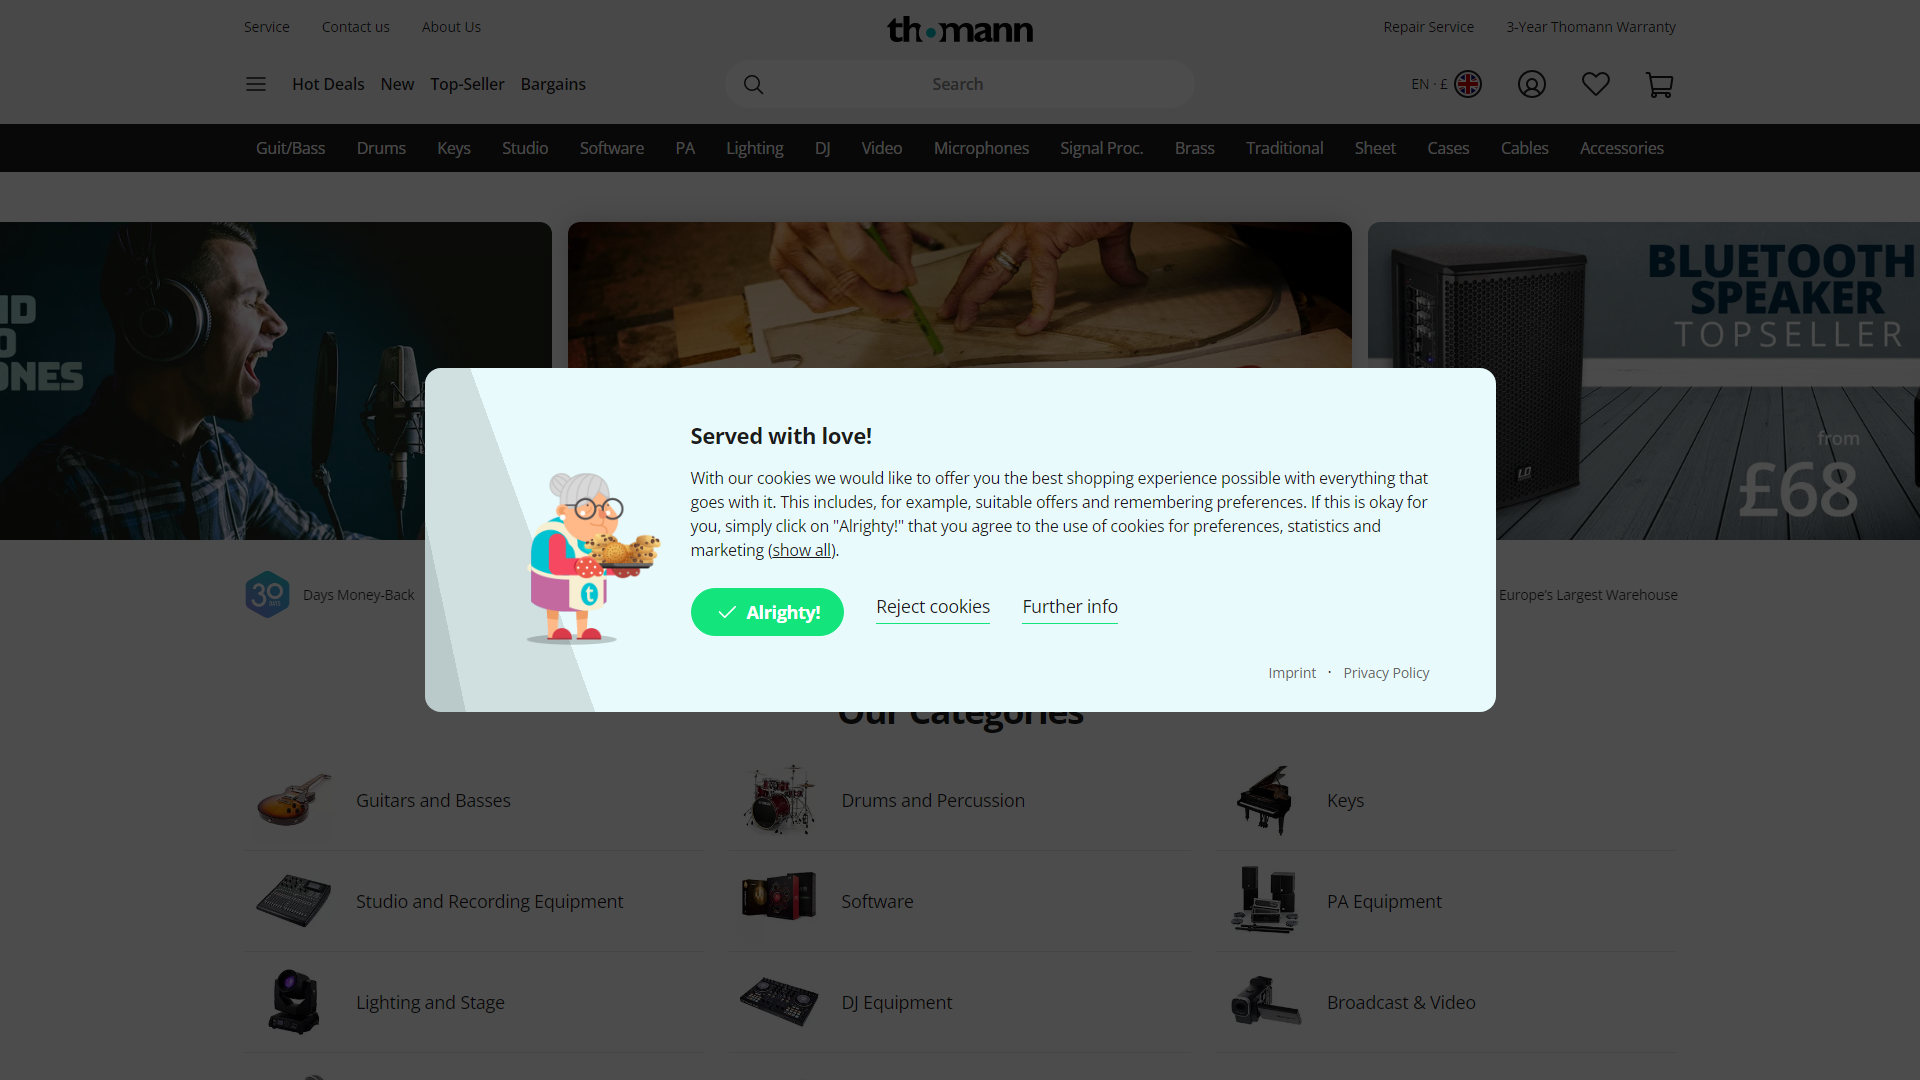 Service
Contact us
About Us
thomann
Repair Service
3-Year Thomann Warranty
Hot Deals
New
Top-Seller
Bargains
Search
EN · £
Guit/Bass
Drums
Keys
Studio
Software
PA
Lighting
DJ
Video
Microphones
Signal Proc.
Brass
Traditional
Sheet
Cases
Cables
Accessories
ONES
BLUETOOTH
SPEAKER
TOPSELLER
from
£68
LD
Served with love!
With our cookies we would like to offer you the best shopping experience possible with everything that
goes with it. This includes, for example, suitable offers and remembering preferences. If this is okay for
you, simply click on "Alrighty!" that you agree to the use of cookies for preferences, statistics and
marketing (show all).
t
Alrighty!
Reject cookies
Further info
Imprint · Privacy Policy
30
DAYS
Days Money-Back
Europe's Largest Warehouse
Our Categories
Guitars and Basses
Drums and Percussion
Keys
Studio and Recording Equipment
Software
PA Equipment
Lighting and Stage
DJ Equipment
Broadcast & Video